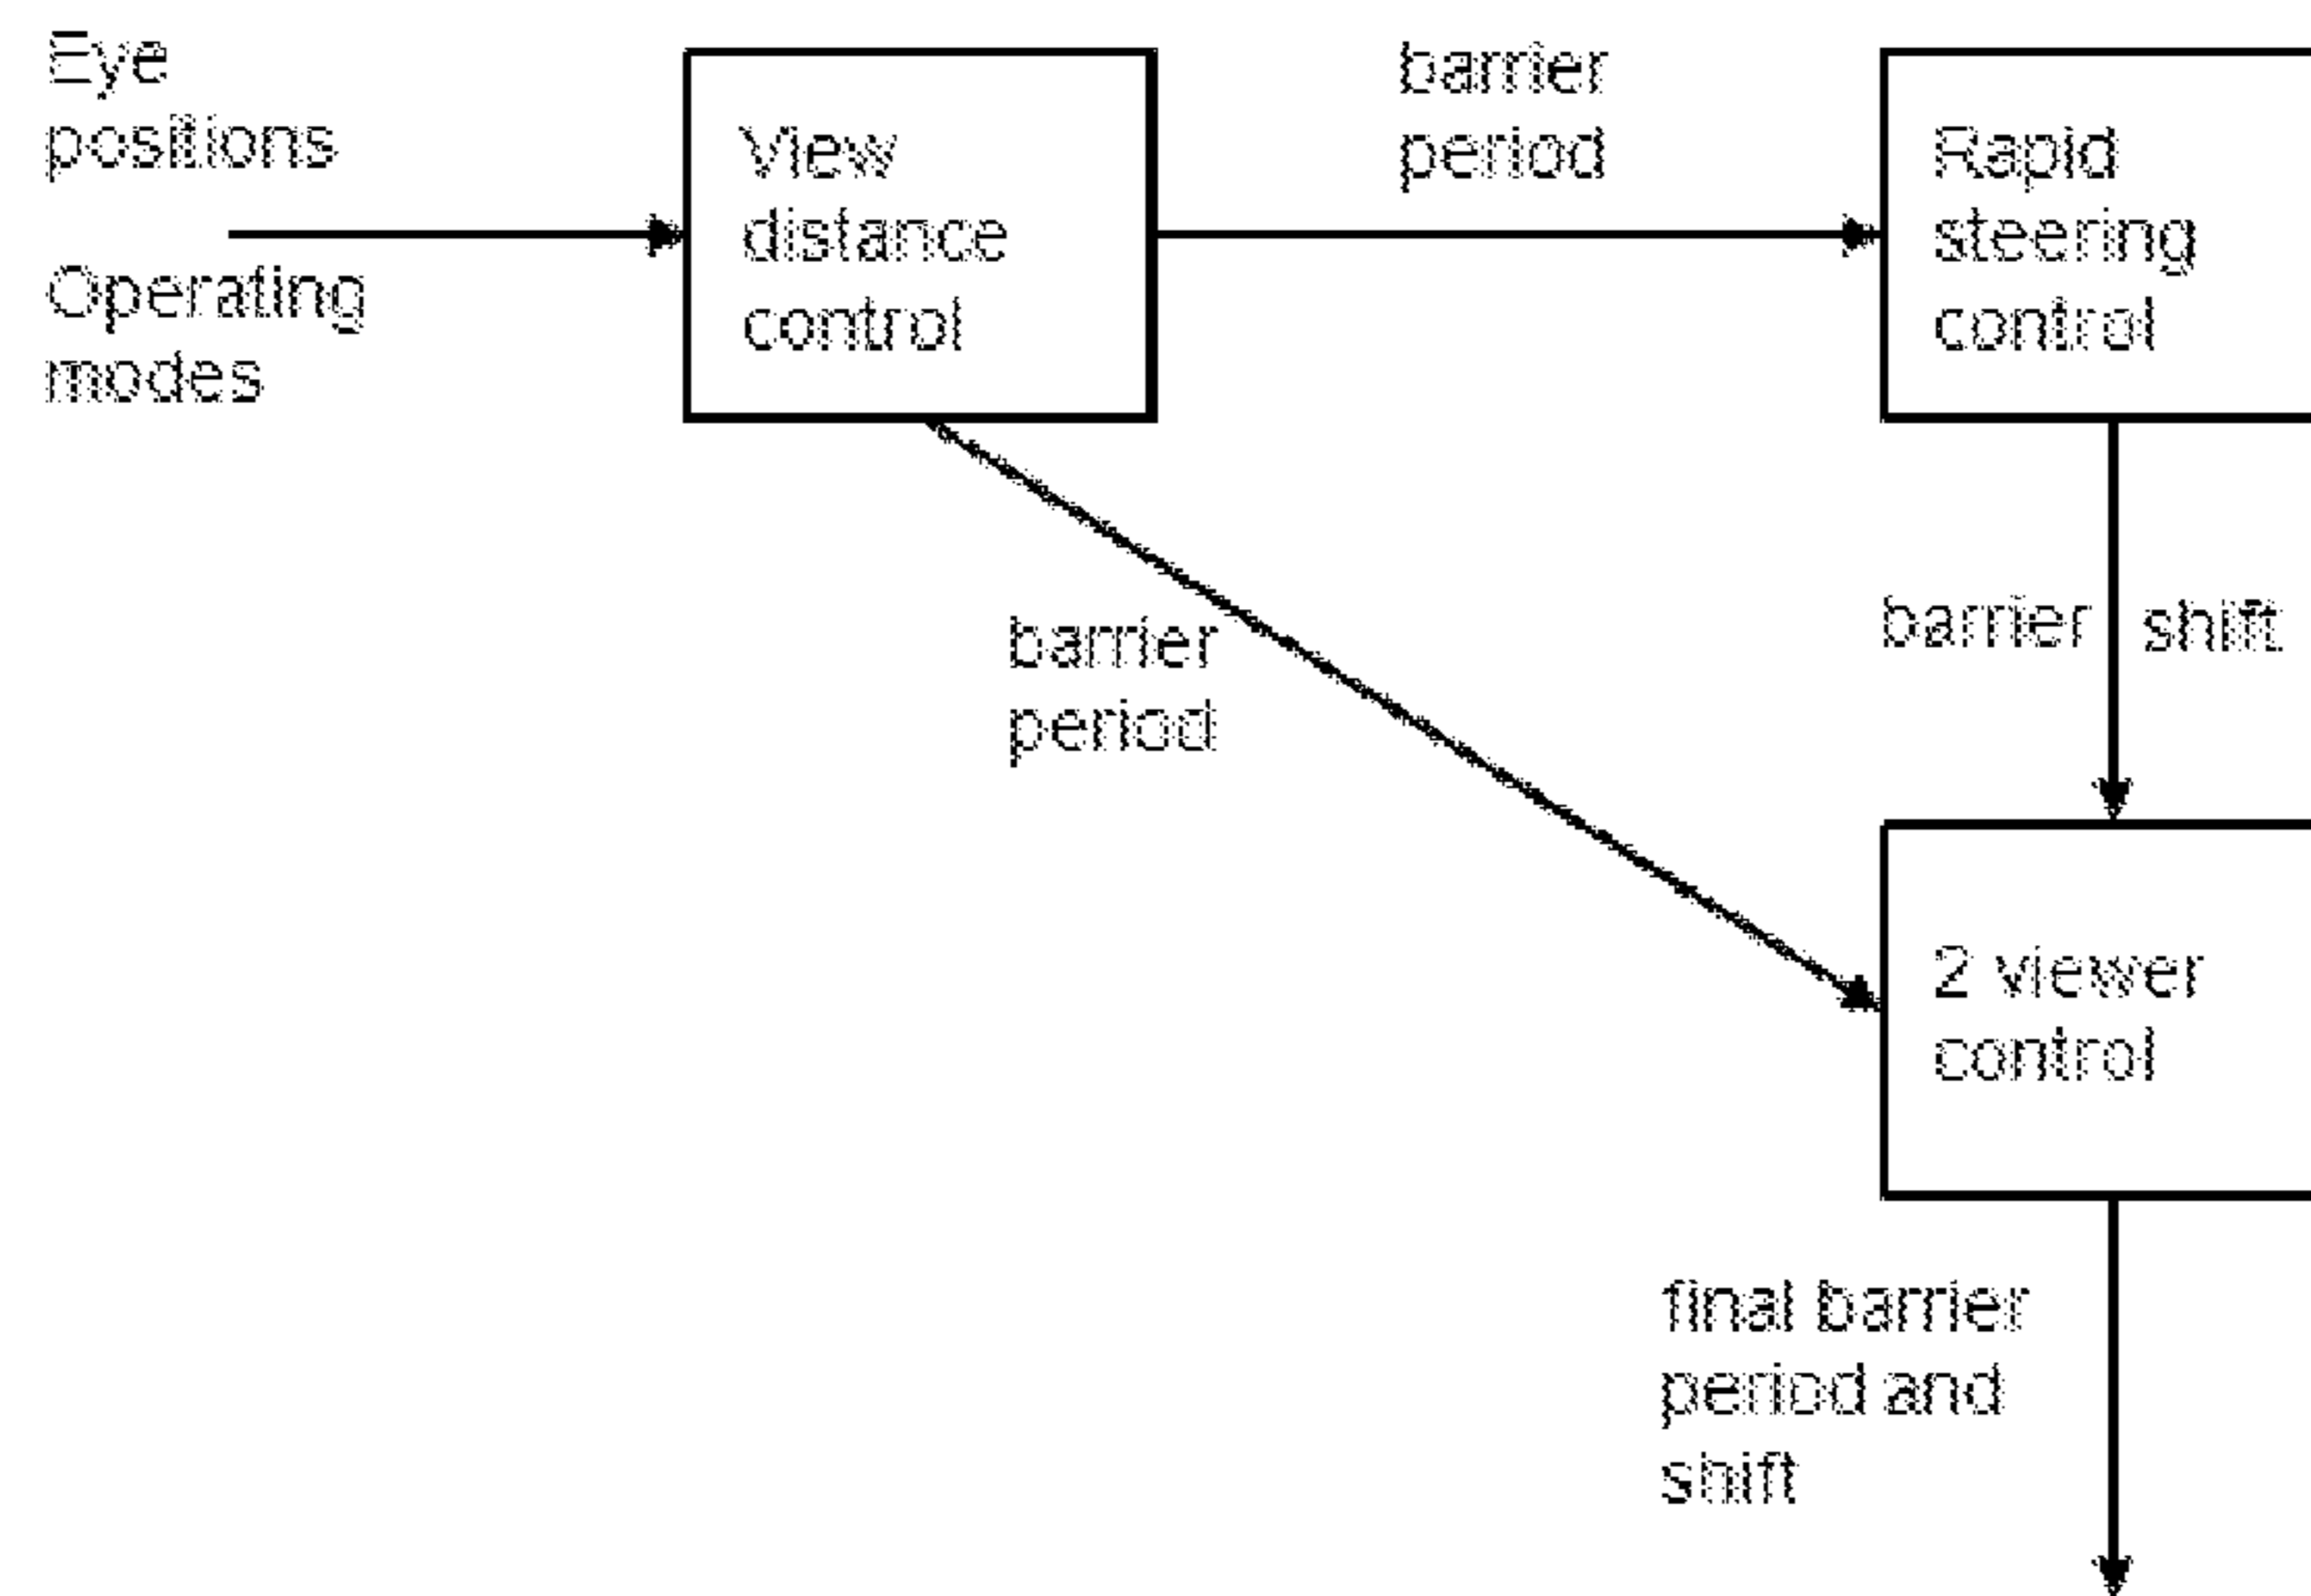 Eye
positions
Operating
modes
View
distance
control
barrier
period
Rapid
steering
control
barrier
period
barrier shift
2 viewer
control
final barrier
period and
shift